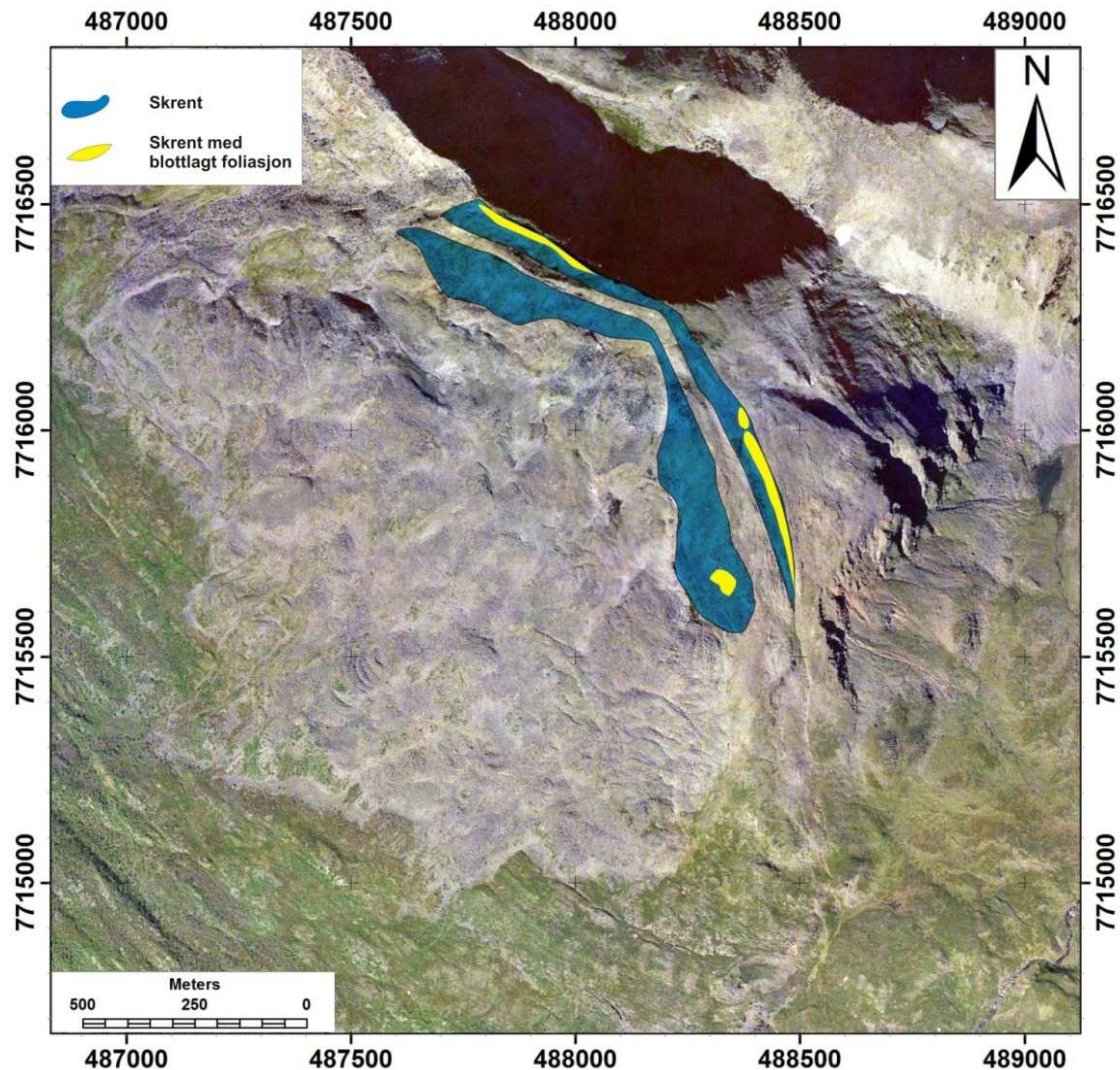 487000 487500 488000 488500 489000
N
Skrent
Skrent med
blottlagt foliasjon
7716500 7716500
7716000 7716000
7715500 7715500
7715000 7715000
Meters
500 250 0
487000 487500 488000 488500 489000